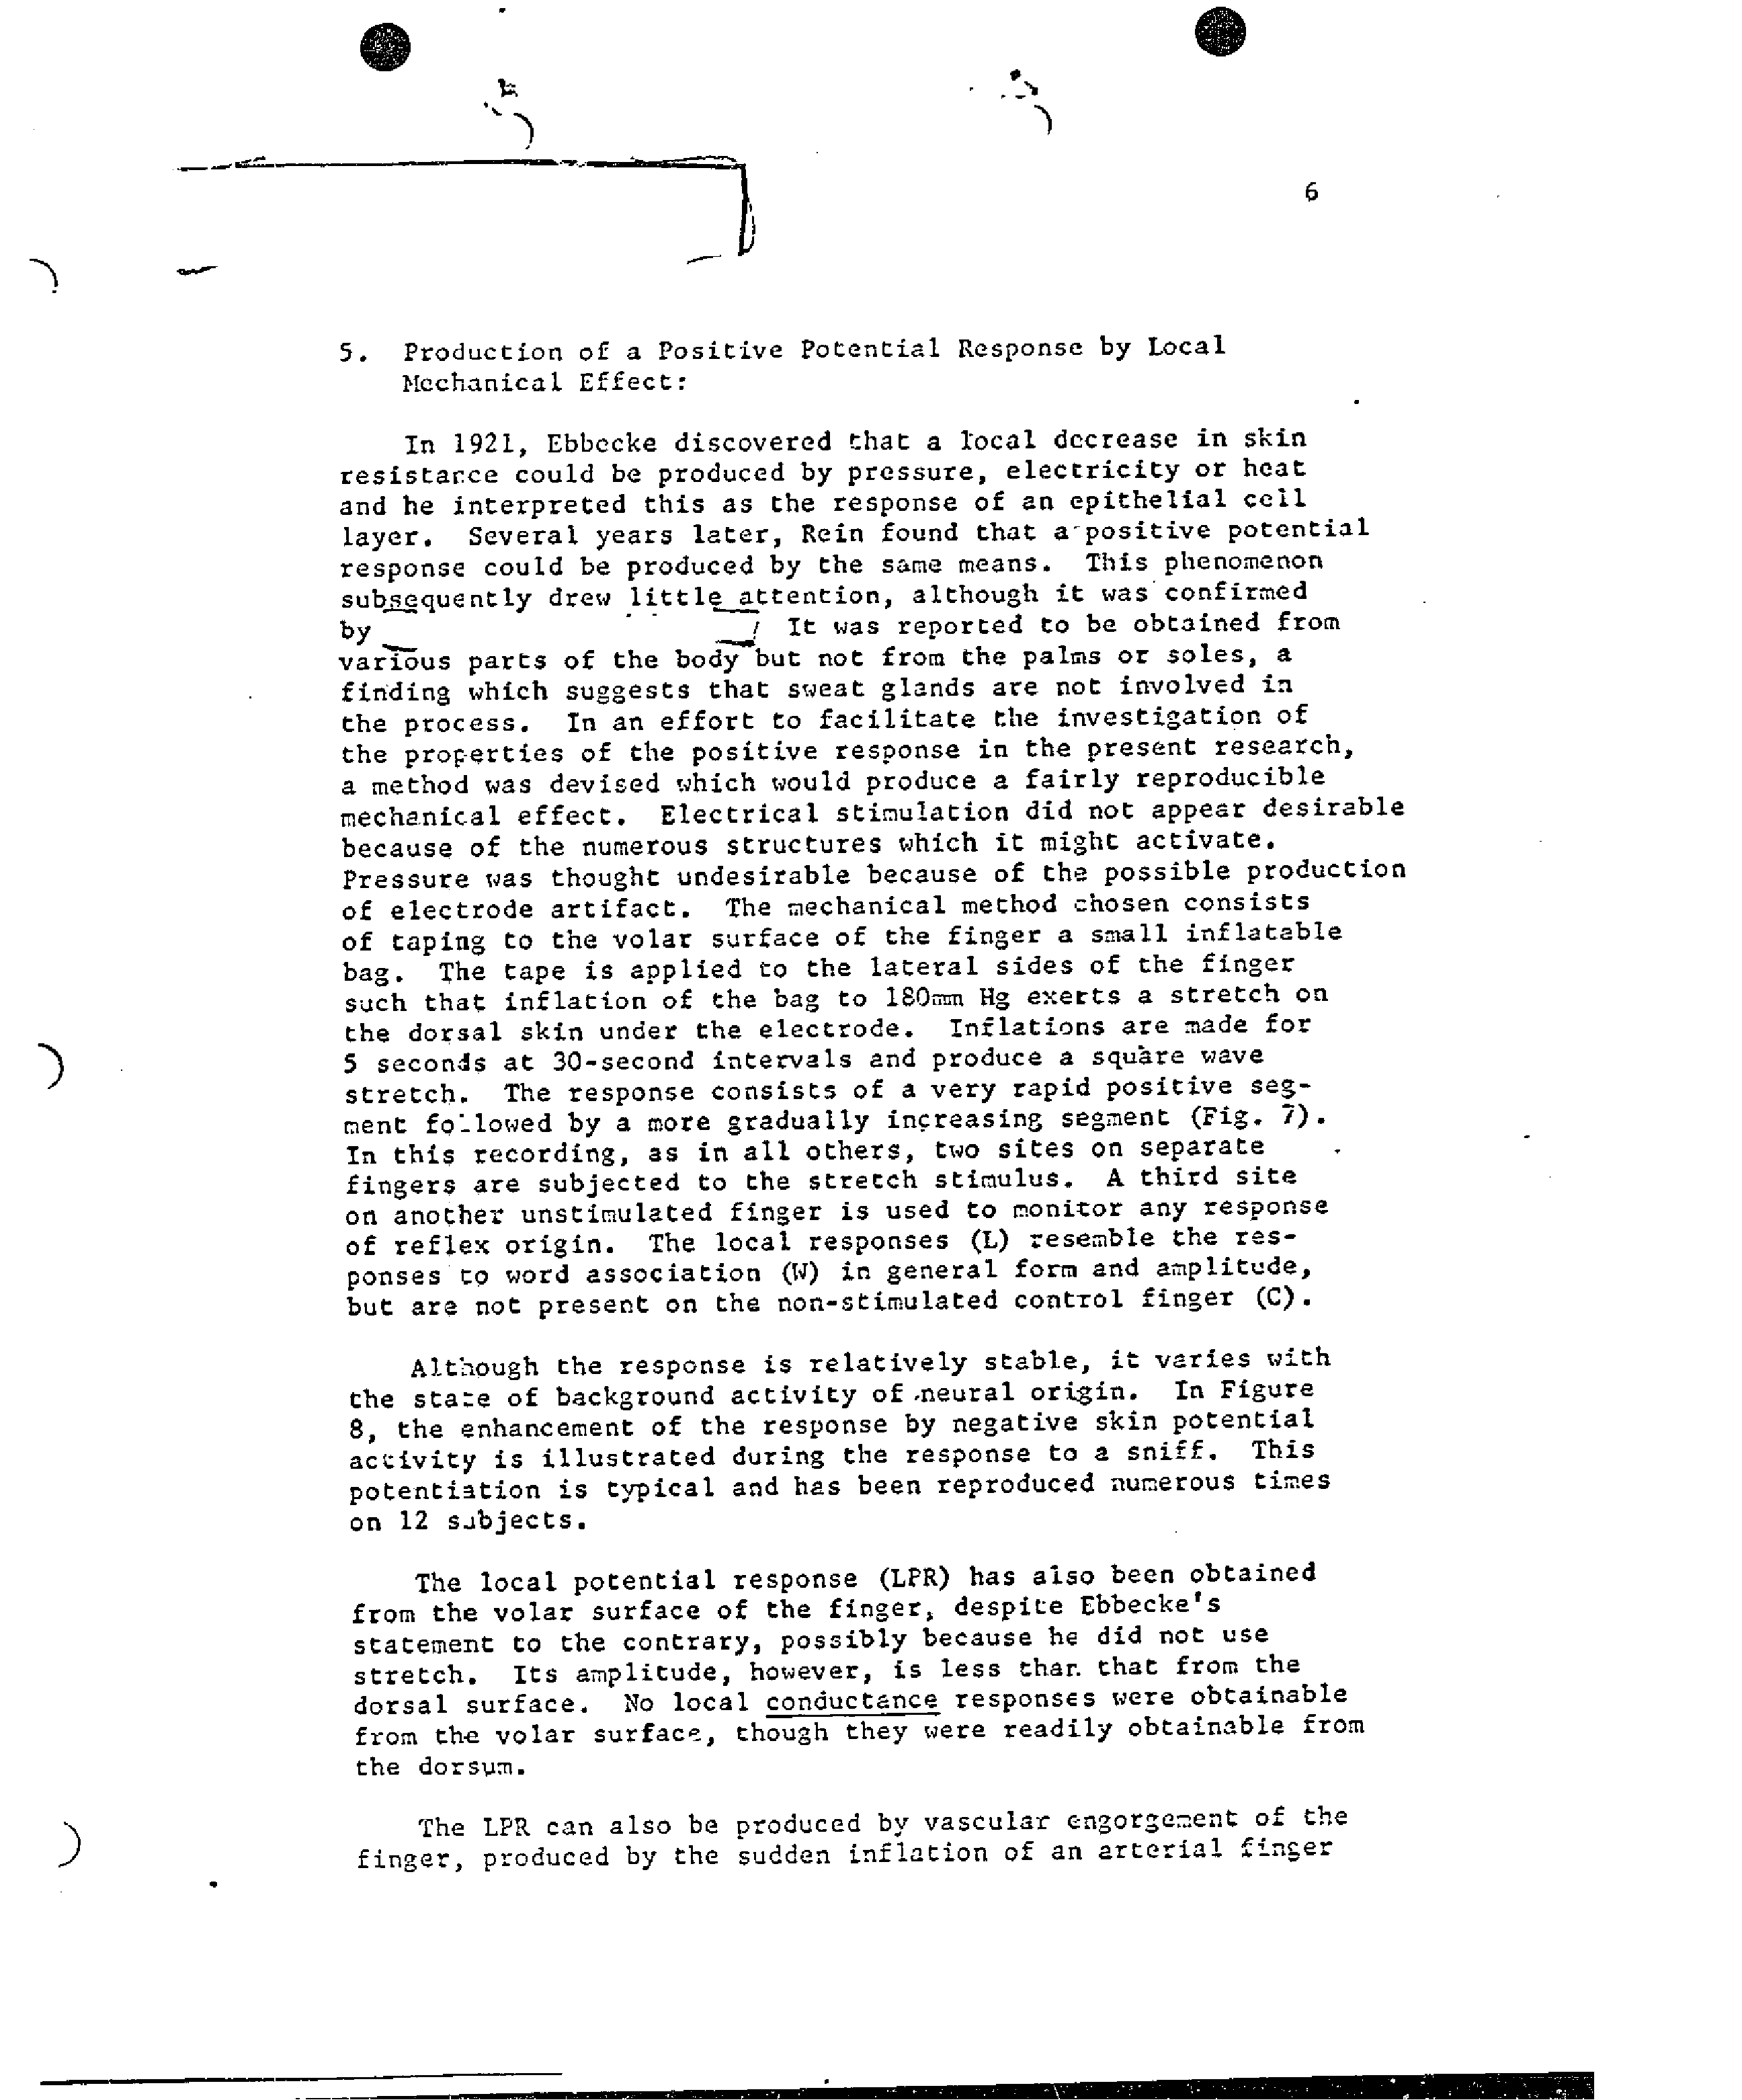 6
5. Production of a Positive Potential Response by Local
Mechanical Effect:
In 1921, Ebbecke discovered that a local decrease in skin
resistance could be produced by pressure, electricity or heat
and he interpreted this as the response of an epithelial cell
layer. Several years later, Rein found that a positive potential
response could be produced by the same means. This phenomenon
subsequently drew little attention, although it was confirmed
by It was reported to be obtained from
various parts of the body but not from the palms or soles, a
finding which suggests that sweat glands are not involved in
the process. In an effort to facilitate the investigation of
the properties of the positive response in the present research,
a method was devised which would produce a fairly reproducible
mechanical effect. Electrical stimulation did not appear desirable
because of the numerous structures which it might activate.
Pressure was thought undesirable because of the possible production
of electrode artifact. The mechanical method chosen consists
of taping to the volar surface of the finger a small inflatable
bag. The tape is applied to the lateral sides of the finger
such that inflation of the bag to 180mm Hg exerts a stretch on
the dorsal skin under the electrode. Inflations are made for
5 seconds at 30-second intervals and produce a square wave
stretch. The response consists of a very rapid positive seg-
ment followed by a more gradually increasing segment (Fig. 7).
In this recording, as in all others, two sites on separate
fingers are subjected to the stretch stimulus. A third site
on another unstimulated finger is used to monitor any response
of reflex origin. The local responses (L) resemble the res-
ponses to word association (W) in general form and amplitude,
but are not present on the non-stimulated control finger (C).
Although the response is relatively stable, it varies with
the state of background activity of neural origin. In Figure
8, the enhancement of the response by negative skin potential
activity is illustrated during the response to a sniff. This
potentiation is typical and has been reproduced numerous times
on 12 subjects.
The local potential response (LPR) has also been obtained
from the volar surface of the finger, despite Ebbecke's
statement to the contrary, possibly because he did not use
stretch. Its amplitude, however, is less than that from the
dorsal surface. No local conductance responses were obtainable
from the volar surface, though they were readily obtainable from
the dorsum.
The LPR can also be produced by vascular engorgement of the
finger, produced by the sudden inflation of an arterial finger